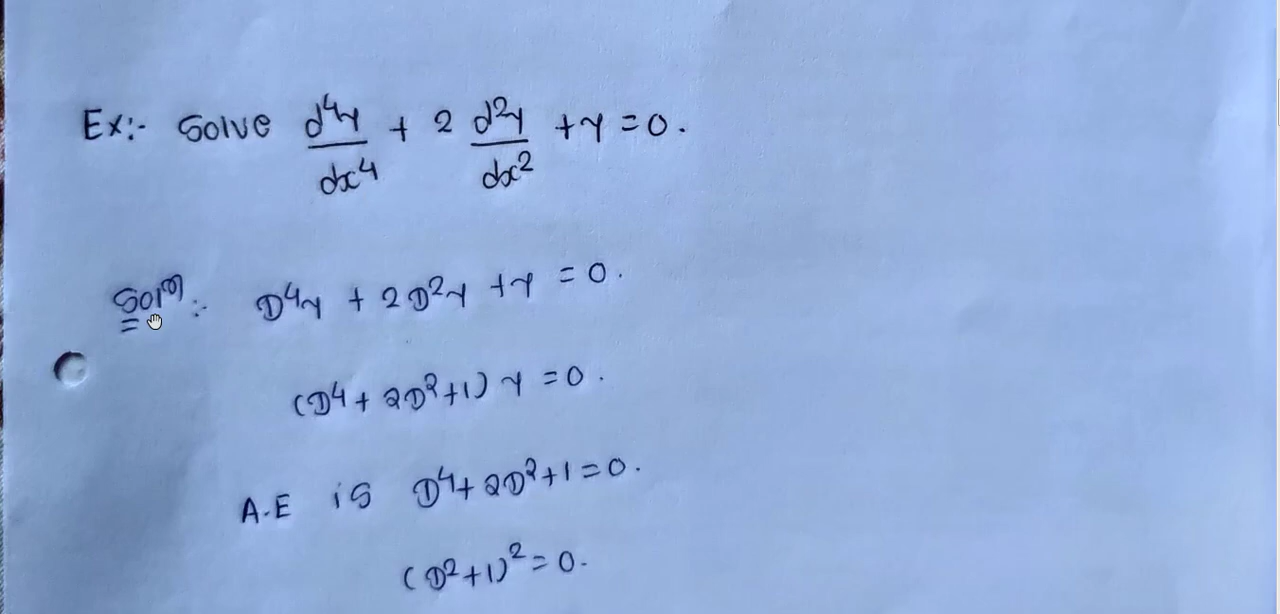 Ex:- Solve d⁴y/dx⁴ + 2 d²y/dx² + y = 0.
Solⁿ:- D⁴y + 2D²y + y = 0.
(D⁴ + 2D² + 1) y = 0.
A.E is D⁴ + 2D² + 1 = 0.
(D² + 1)² = 0.